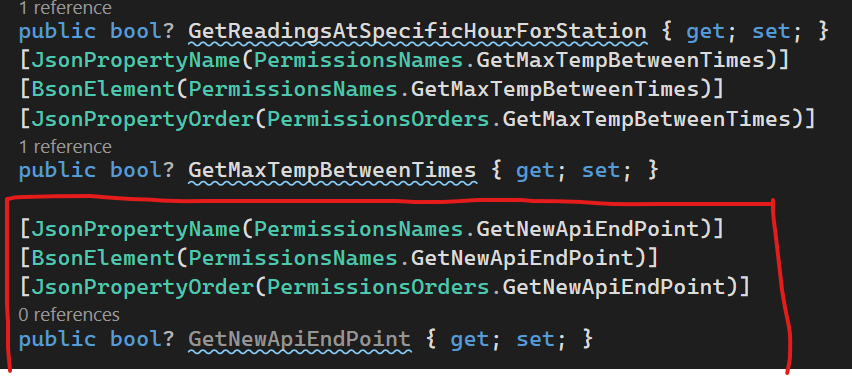 1 reference
public bool? GetReadingsAtSpecificHourForStation { get; set; }
[JsonPropertyName(PermissionsNames.GetMaxTempBetweenTimes)]
[BsonElement(PermissionsNames.GetMaxTempBetweenTimes)]
[JsonPropertyOrder(PermissionsOrders.GetMaxTempBetweenTimes)]
1 reference
public bool? GetMaxTempBetweenTimes { get; set; }
[JsonPropertyName(PermissionsNames.GetNewApiEndPoint)]
[BsonElement(PermissionsNames.GetNewApiEndPoint)]
[JsonPropertyOrder(PermissionsOrders.GetNewApiEndPoint)]
0 references
public bool? GetNewApiEndPoint { get; set; }